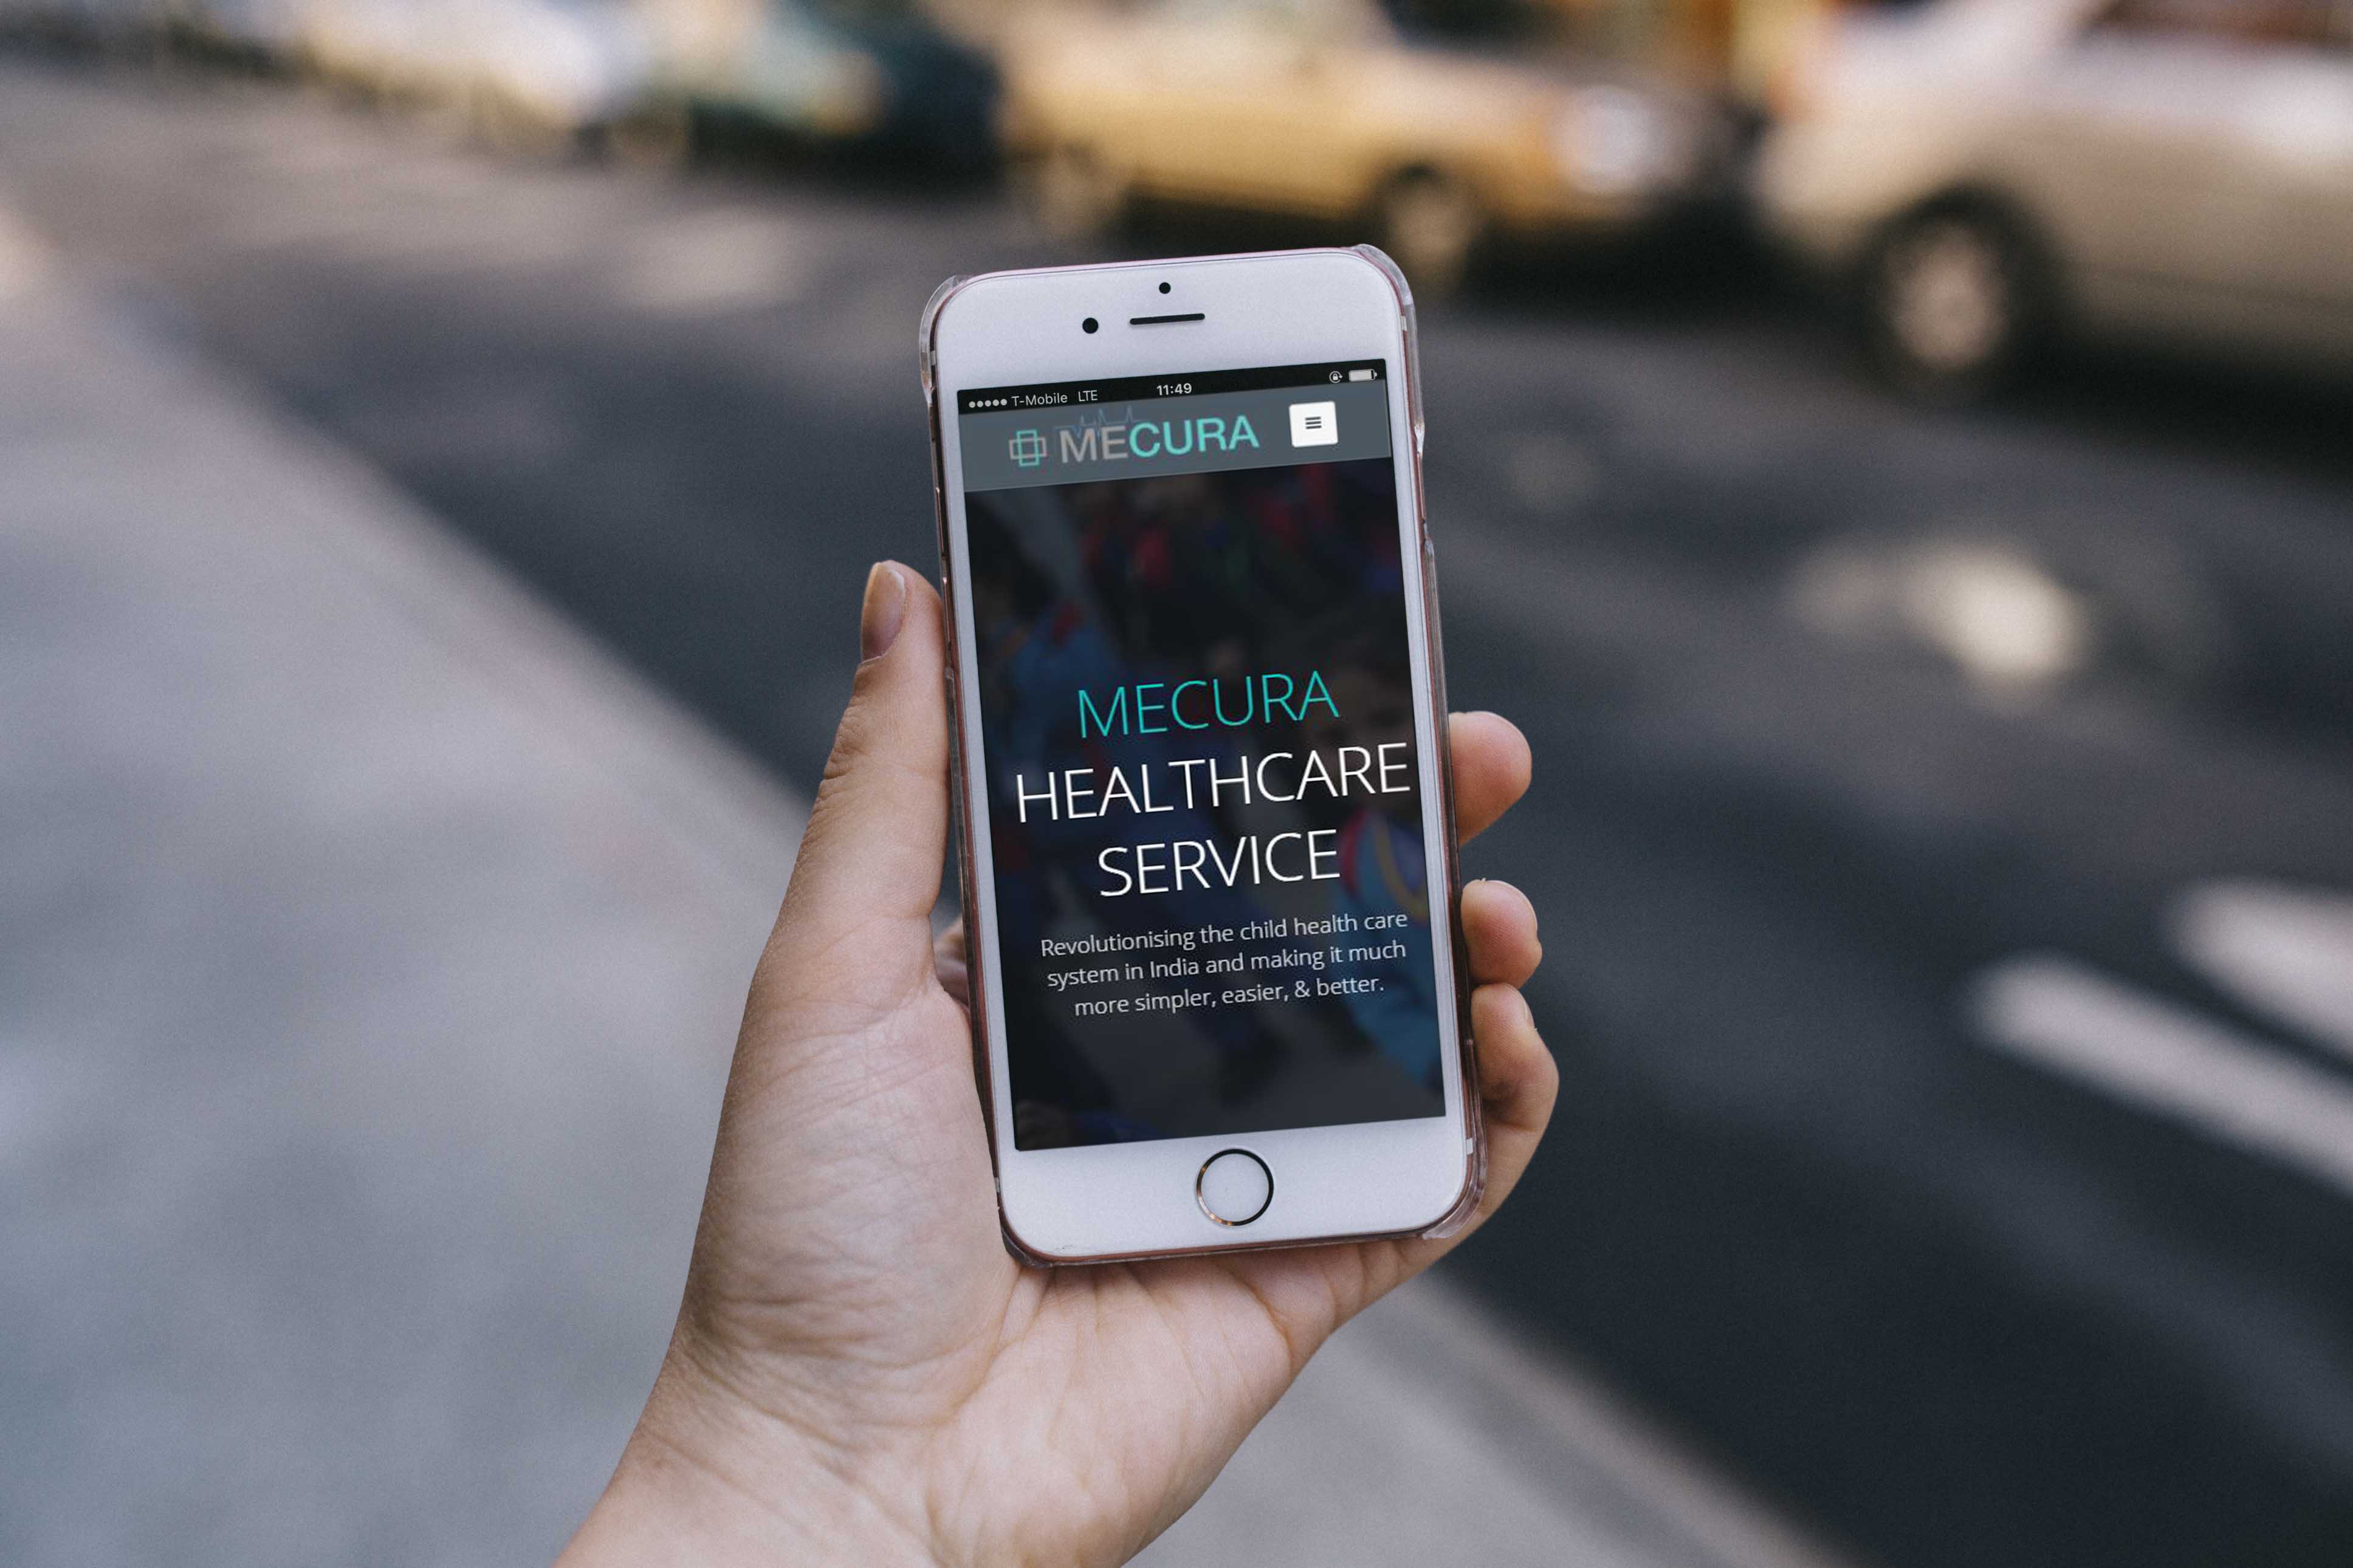 T-Mobile LTE 11:49
MECURA
MECURA
HEALTHCARE
SERVICE
Revolutionising the child health care
system in India and making it much
more simpler, easier, & better.